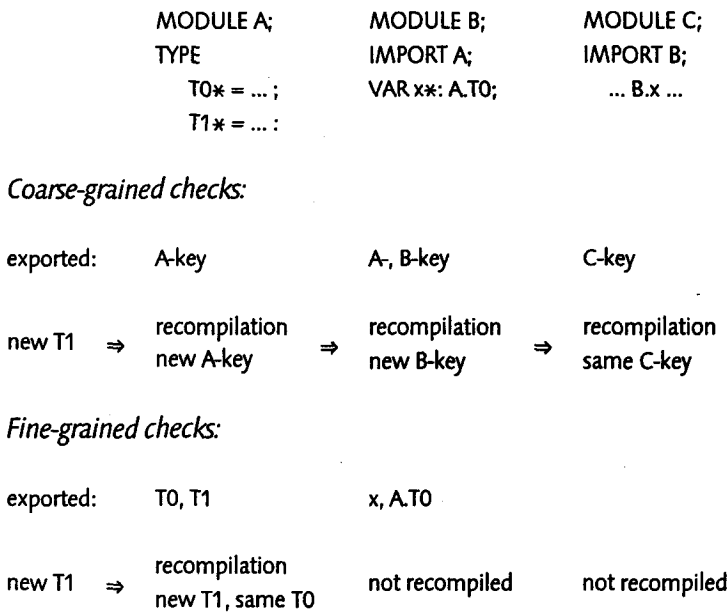 MODULE A; MODULE B; MODULE C;
TYPE IMPORT A; IMPORT B;
T0* = ... ; VAR x*: A.T0; ... B.x ...
T1* = ... :
Coarse-grained checks:
exported: A-key A-, B-key C-key
new T1 ⇒ recompilation ⇒ recompilation ⇒ recompilation
new A-key new B-key same C-key
Fine-grained checks:
exported: T0, T1 x, A.T0
new T1 ⇒ recompilation not recompiled not recompiled
new T1, same T0